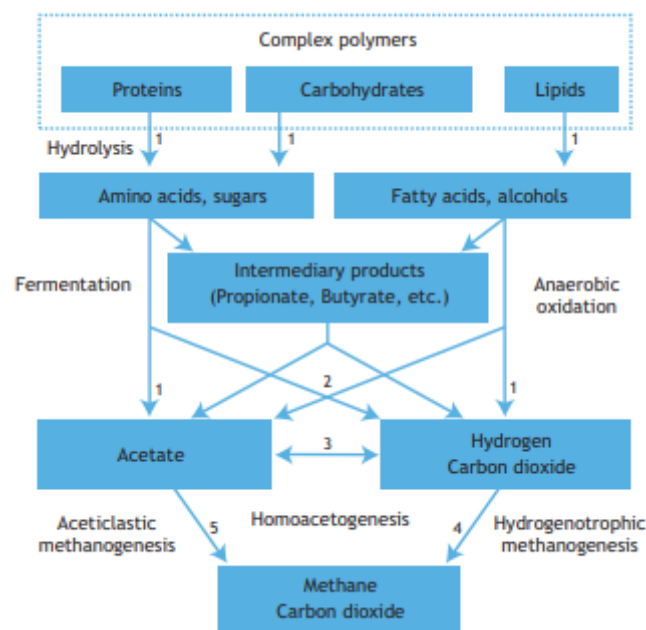 Complex polymers
Proteins
Carbohydrates
Lipids
1
1
1
Hydrolysis
Amino acids, sugars
Fatty acids, alcohols
Intermediary products
(Propionate, Butyrate, etc.)
Fermentation
Anaerobic
oxidation
1
2
1
Acetate
3
Hydrogen
Carbon dioxide
Aceticlastic
methanogenesis
5
Homoacetogenesis
4
Hydrogenotrophic
methanogenesis
Methane
Carbon dioxide